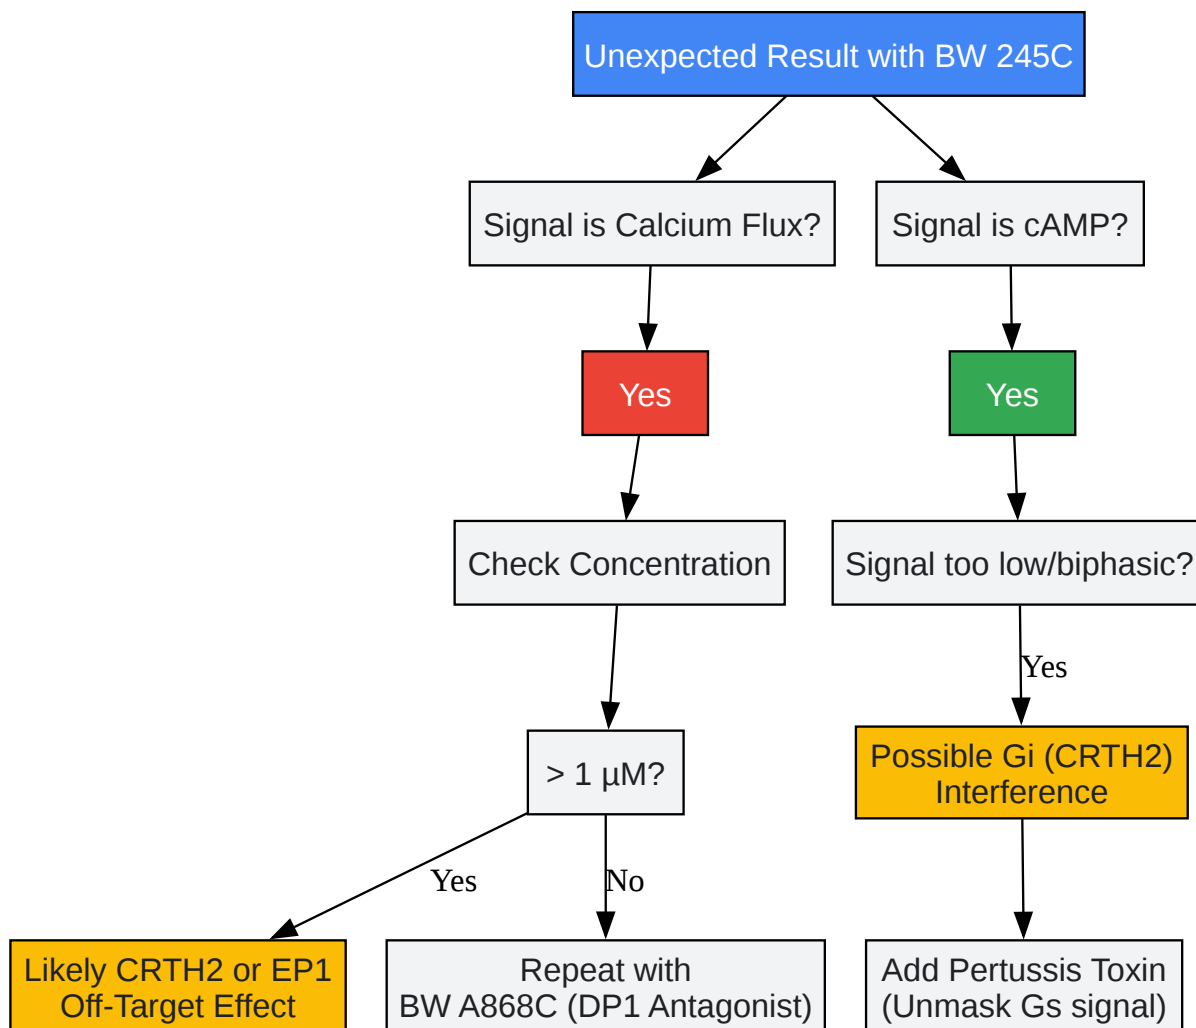 Unexpected Result with BW 245C
Signal is Calcium Flux?
Signal is cAMP?
Yes
Yes
Check Concentration
Signal too low/biphasic?
Yes
> 1 µM?
Possible Gi (CRTH2)
Interference
Yes
No
Likely CRTH2 or EP1
Off-Target Effect
Repeat with
BW A868C (DP1 Antagonist)
Add Pertussis Toxin
(Unmask Gs signal)